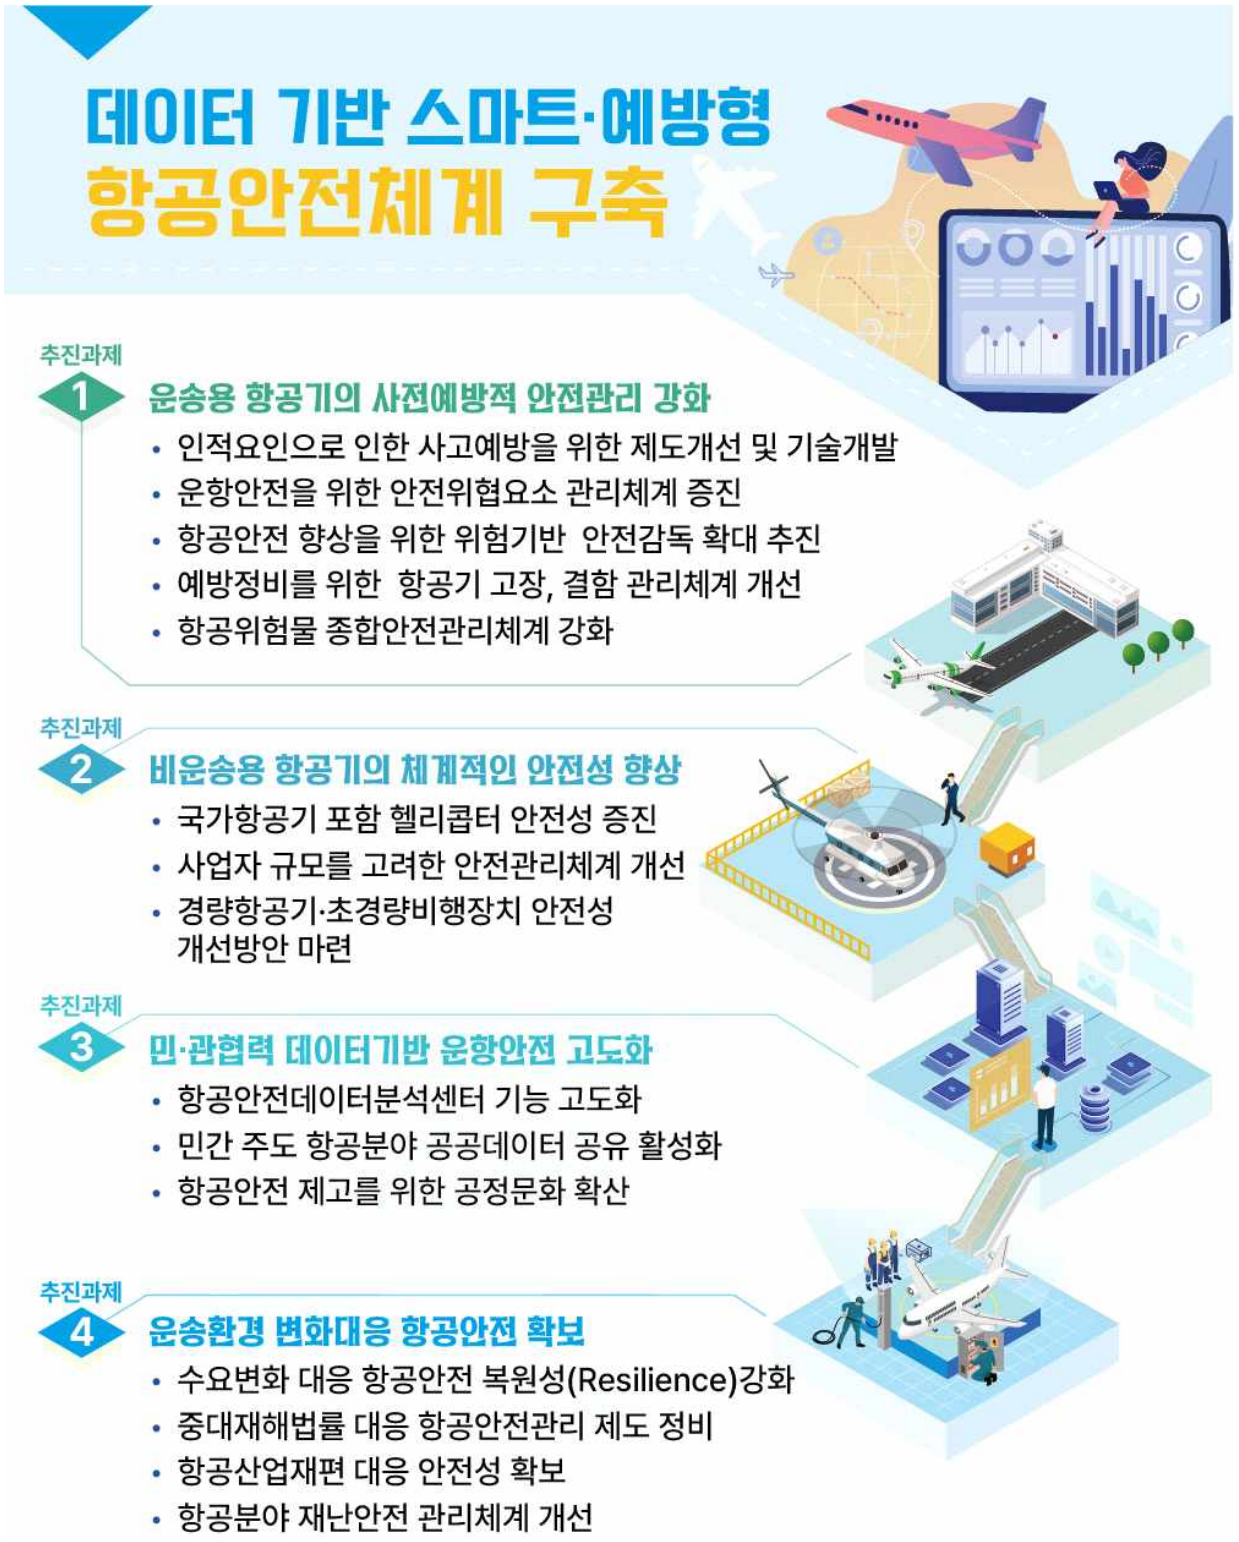 데이터 기반 스마트·예방형
항공안전체계 구축
추진과제
1
운송용 항공기의 사전예방적 안전관리 강화
• 인적요인으로 인한 사고예방을 위한 제도개선 및 기술개발
• 운항안전을 위한 안전위협요소 관리체계 증진
• 항공안전 향상을 위한 위험기반 안전감독 확대 추진
• 예방정비를 위한 항공기 고장, 결함 관리체계 개선
• 항공위험물 종합안전관리체계 강화
추진과제
2
비운송용 항공기의 체계적인 안전성 향상
• 국가항공기 포함 헬리콥터 안전성 증진
• 사업자 규모를 고려한 안전관리체계 개선
• 경량항공기·초경량비행장치 안전성
개선방안 마련
추진과제
3
민·관협력 데이터기반 운항안전 고도화
• 항공안전데이터분석센터 기능 고도화
• 민간 주도 항공분야 공공데이터 공유 활성화
• 항공안전 제고를 위한 공정문화 확산
추진과제
4
운송환경 변화대응 항공안전 확보
• 수요변화 대응 항공안전 복원성(Resilience)강화
• 중대재해법률 대응 항공안전관리 제도 정비
• 항공산업재편 대응 안전성 확보
• 항공분야 재난안전 관리체계 개선